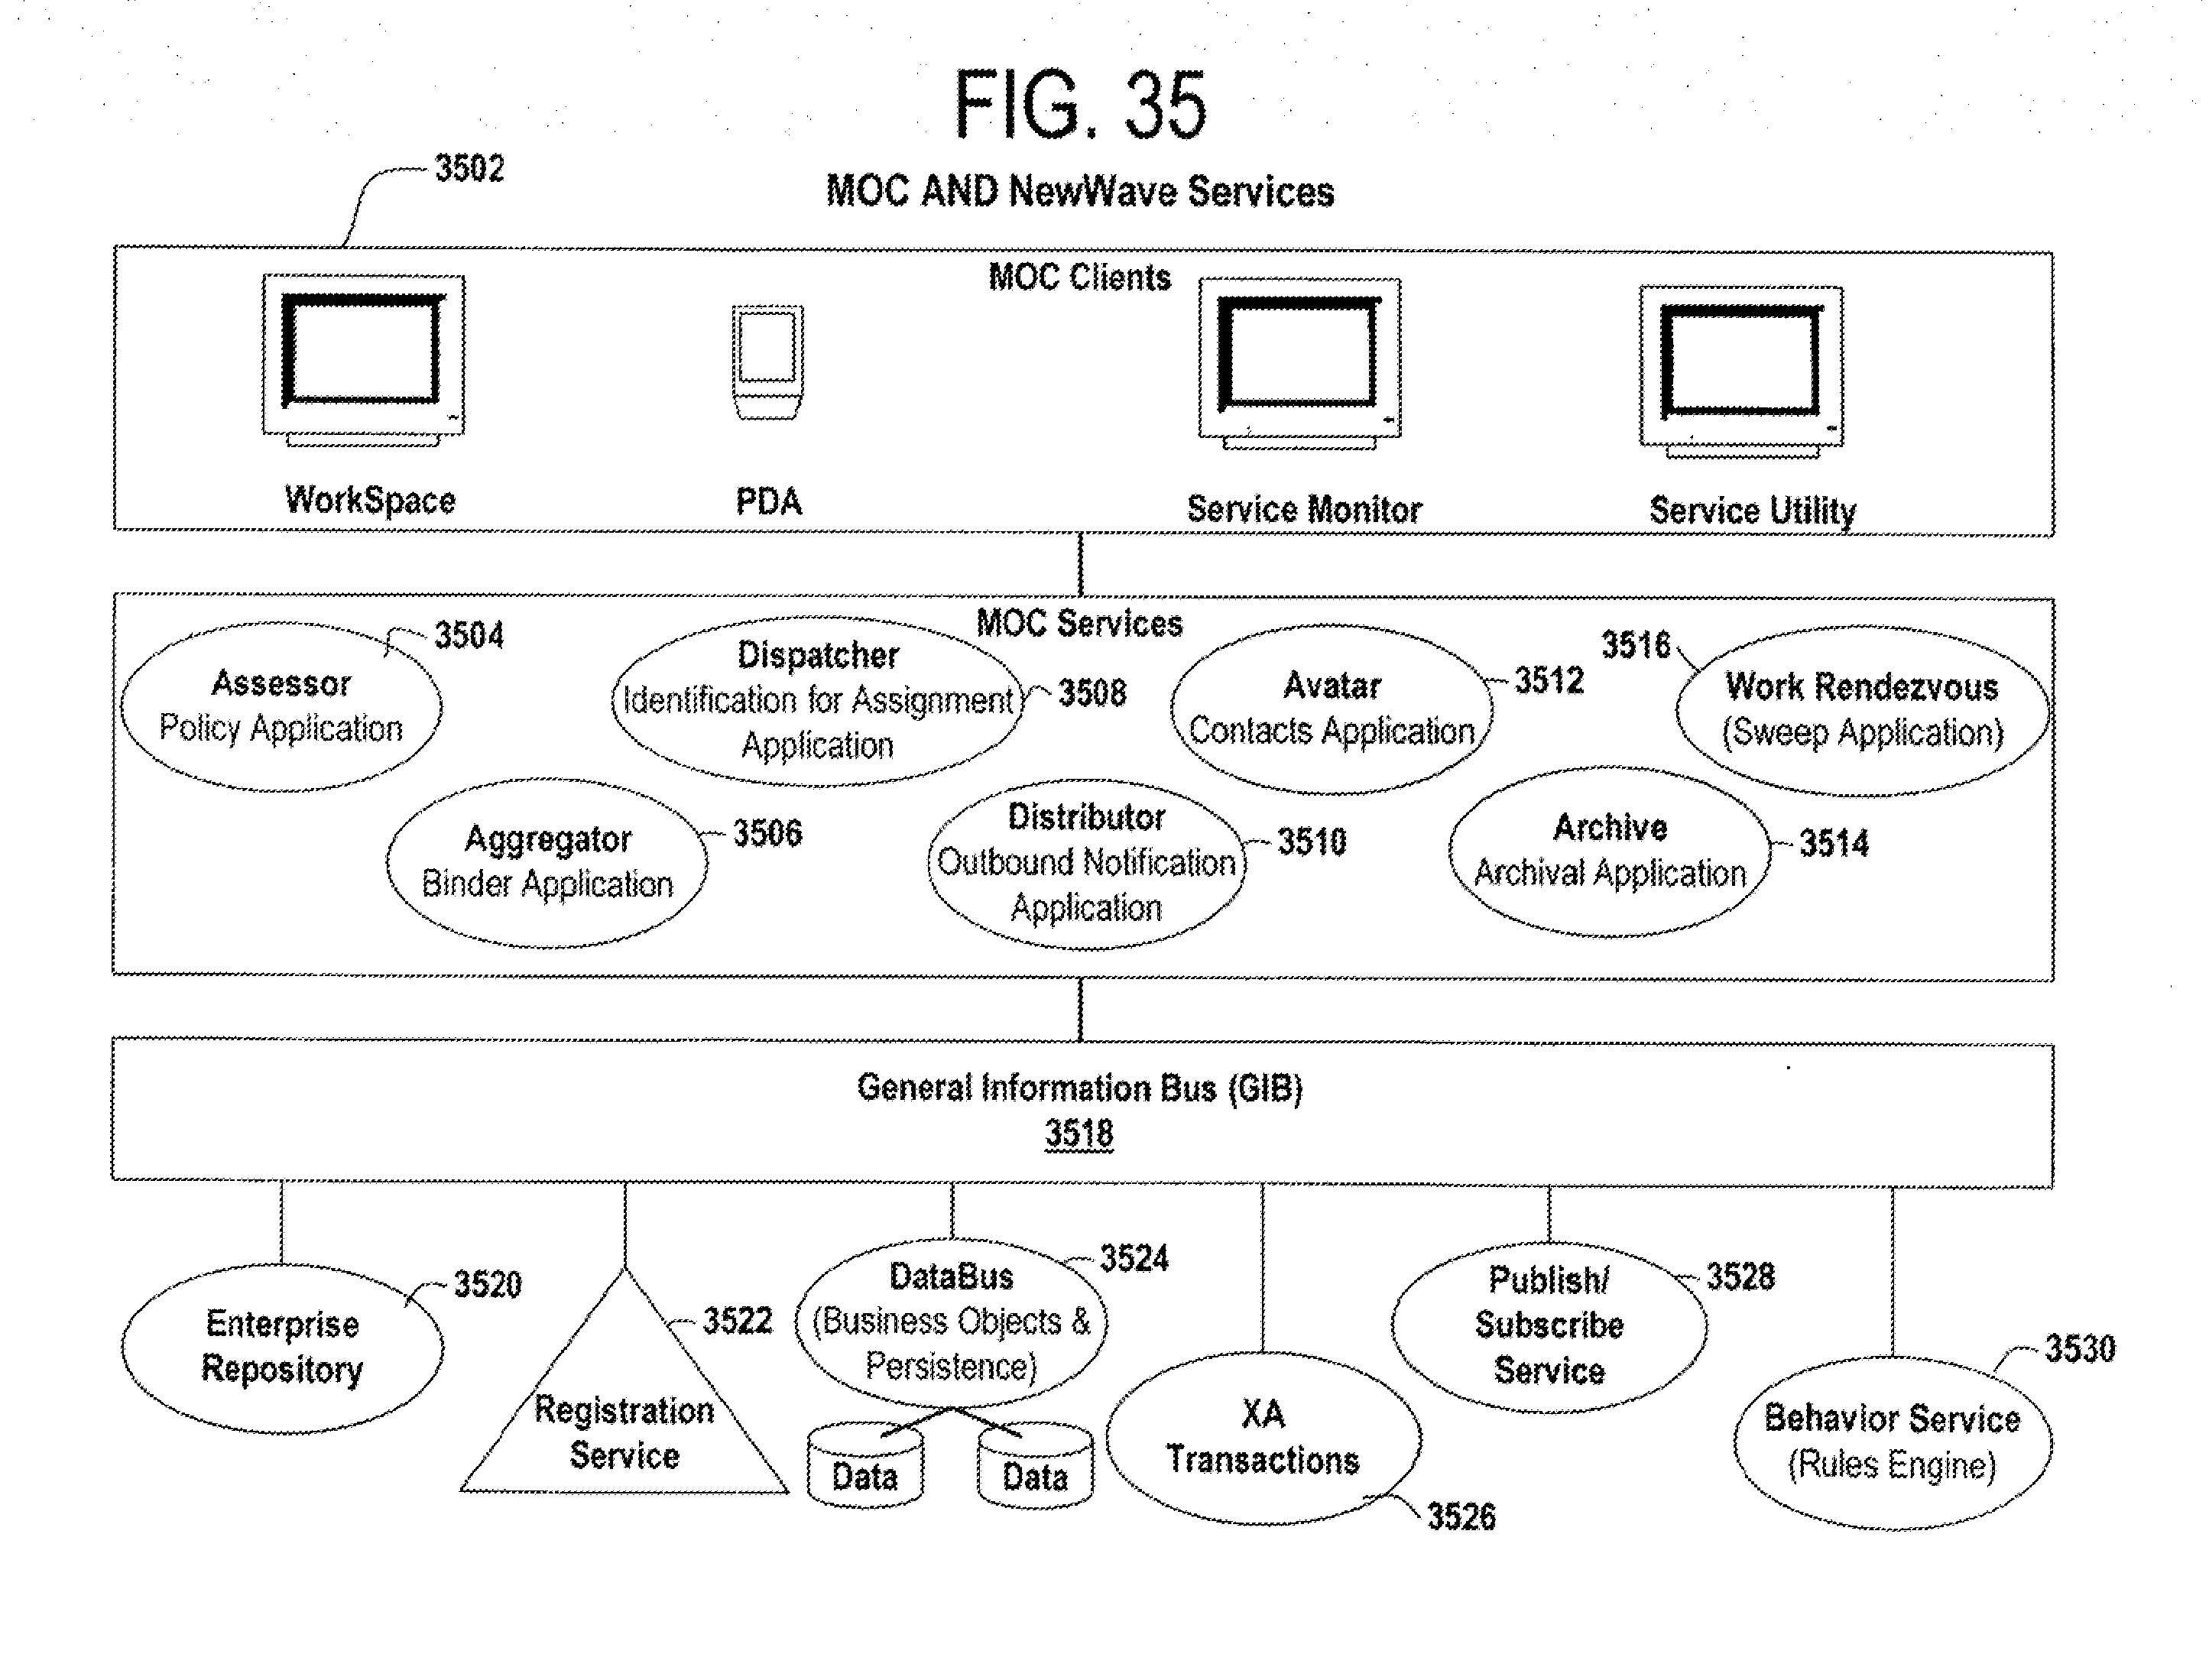 FIG. 35
3502
MOC AND NewWave Services
MOC Clients
WorkSpace
PDA
Service Monitor
Service Utility
MOC Services
3504
Assessor
Policy Application
Dispatcher
Identification for Assignment
Application
3508
Avatar
Contacts Application
3512
3516
Work Rendezvous
(Sweep Application)
Aggregator
Binder Application
3506
Distributor
Outbound Notification
Application
3510
Archive
Archival Application
3514
General Information Bus (GIB)
3518
Enterprise
Repository
3520
Registration
Service
3522
DataBus
(Business Objects &
Persistence)
3524
Data
Data
XA
Transactions
3526
Publish/
Subscribe
Service
3528
Behavior Service
(Rules Engine)
3530